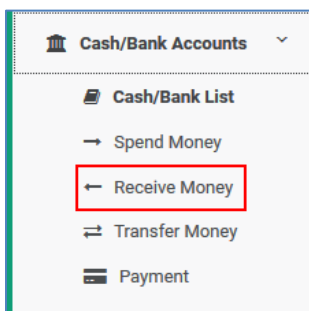 Cash/Bank Accounts
Cash/Bank List
Spend Money
Receive Money
Transfer Money
Payment